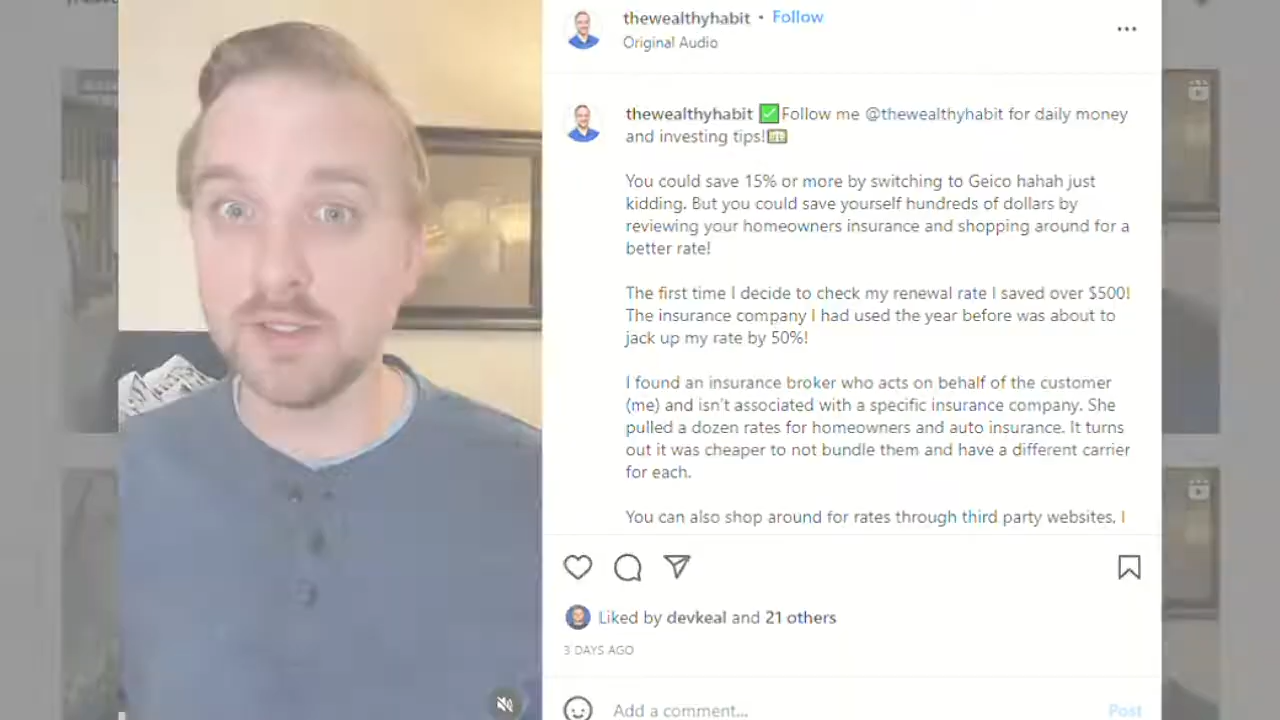 thewealthyhabit • Follow
Original Audio
thewealthyhabit ✅Follow me @thewealthyhabit for daily money
and investing tips!💵
You could save 15% or more by switching to Geico hahah just
kidding. But you could save yourself hundreds of dollars by
reviewing your homeowners insurance and shopping around for a
better rate!
The first time I decide to check my renewal rate I saved over $500!
The insurance company I had used the year before was about to
jack up my rate by 50%!
I found an insurance broker who acts on behalf of the customer
(me) and isn't associated with a specific insurance company. She
pulled a dozen rates for homeowners and auto insurance. It turns
out it was cheaper to not bundle them and have a different carrier
for each.
You can also shop around for rates through third party websites. I
Liked by devkeal and 21 others
3 DAYS AGO
Add a comment...
Post